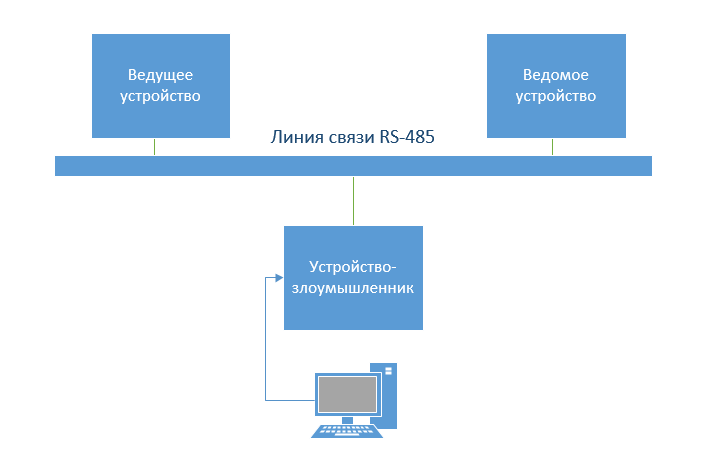 Ведущее
устройство
Ведомое
устройство
Линия связи RS-485
Устройство-
злоумышленник